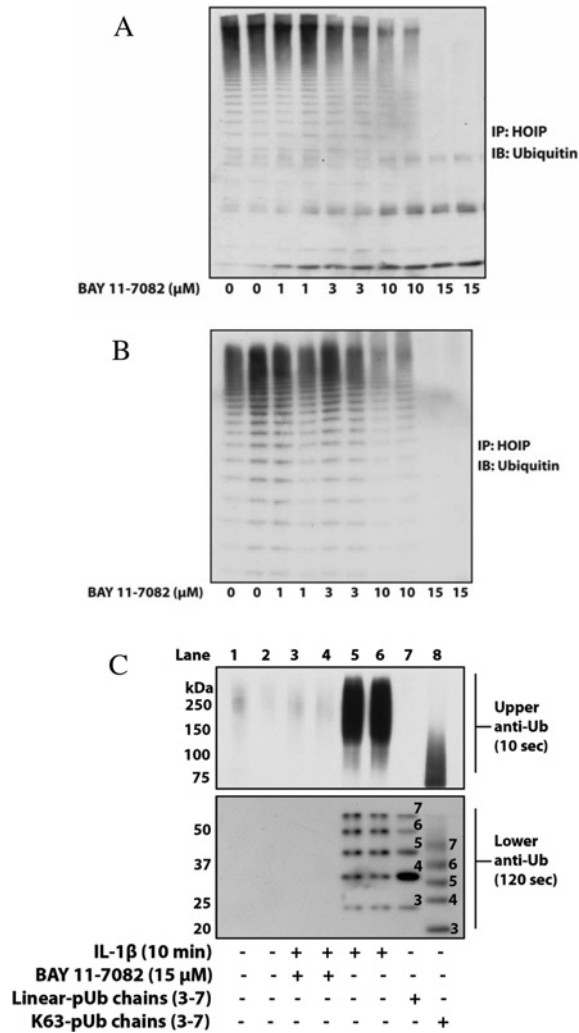 A
IP: HOIP
IB: Ubiquitin
BAY 11-7082 (μM) 0 0 1 1 3 3 10 10 15 15
B
IP: HOIP
IB: Ubiquitin
BAY 11-7082 (μM) 0 0 1 1 3 3 10 10 15 15
C
Lane 1 2 3 4 5 6 7 8
kDa
250
150
100
75
Upper
anti-Ub
(10 sec)
7
6
5
4
3
7
6
5
4
3
50
37
25
20
Lower
anti-Ub
(120 sec)
IL-1β (10 min) - - + + + + - -
BAY 11-7082 (15 μM) - - + + - - - -
Linear-pUb chains (3-7) - - - - - - + -
K63-pUb chains (3-7) - - - - - - - +